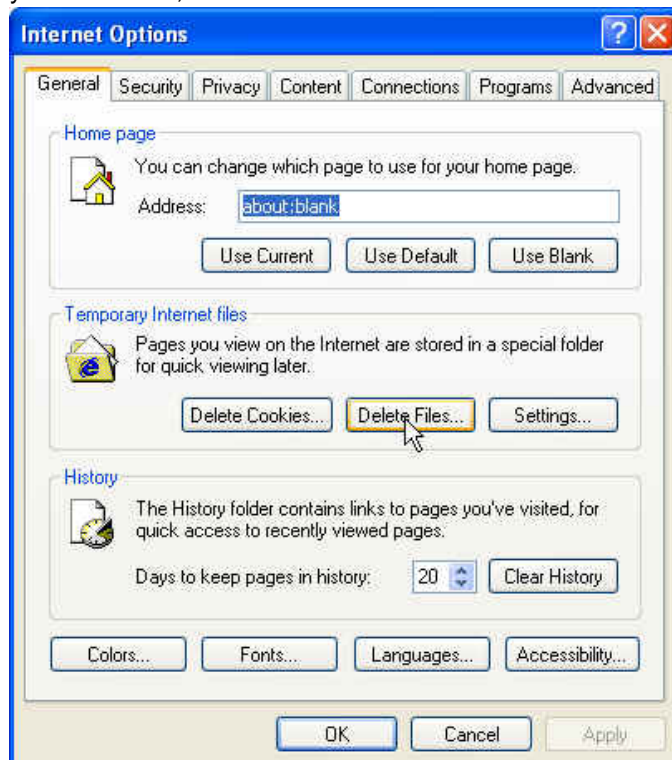 Internet Options
General Security Privacy Content Connections Programs Advanced
Home page
You can change which page to use for your home page.
Address: about:blank
Use Current Use Default Use Blank
Temporary Internet files
Pages you view on the Internet are stored in a special folder
for quick viewing later.
Delete Cookies... Delete Files... Settings...
History
The History folder contains links to pages you've visited, for
quick access to recently viewed pages.
Days to keep pages in history: 20 Clear History
Colors... Fonts... Languages... Accessibility...
OK Cancel Apply